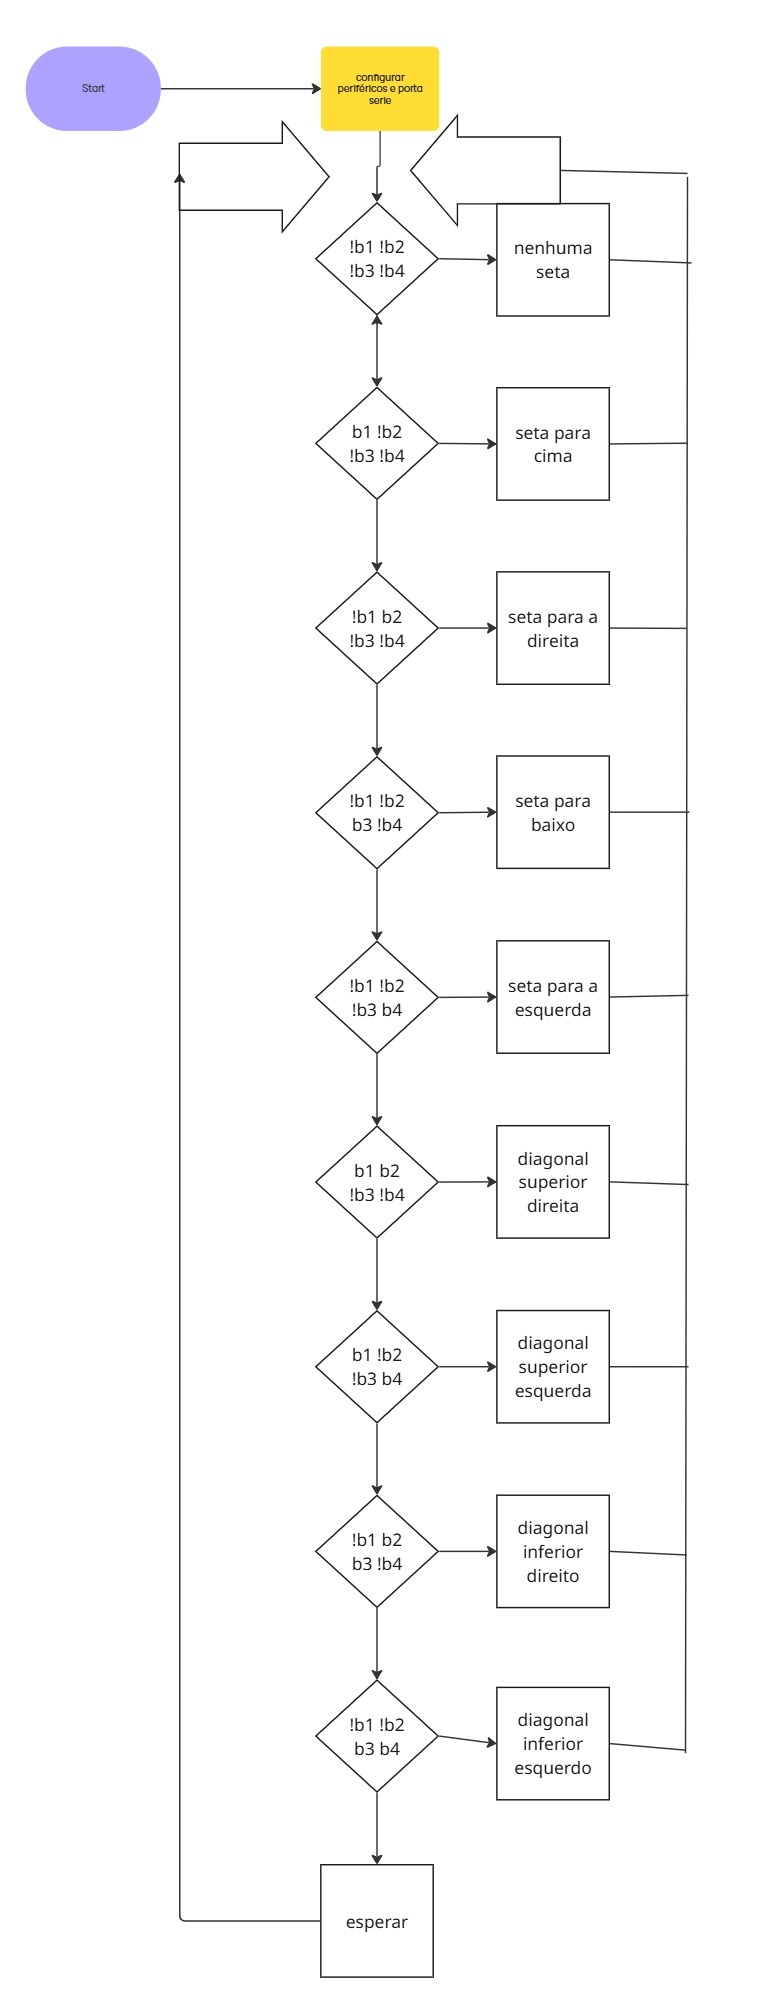 Start
configurar
periféricos e porta
serie
!b1 !b2
!b3 !b4
nenhuma
seta
b1 !b2
!b3 !b4
seta para
cima
!b1 b2
!b3 !b4
seta para a
direita
!b1 !b2
b3 !b4
seta para
baixo
!b1 !b2
!b3 b4
seta para a
esquerda
b1 b2
!b3 !b4
diagonal
superior
direita
b1 !b2
!b3 b4
diagonal
superior
esquerda
!b1 b2
b3 !b4
diagonal
inferior
direito
!b1 !b2
b3 b4
diagonal
inferior
esquerdo
esperar